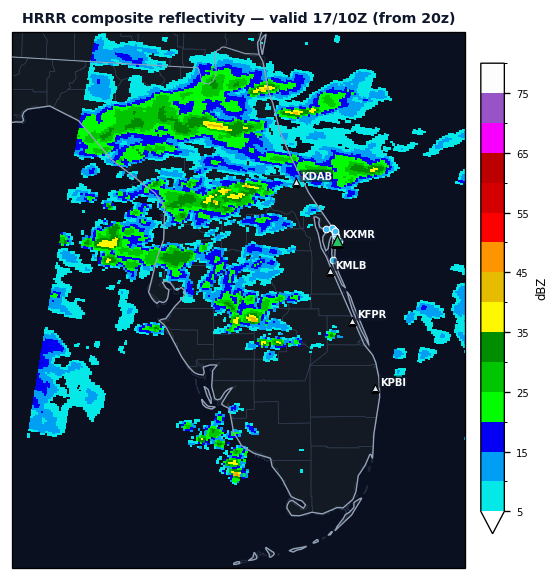 HRRR composite reflectivity — valid 17/10Z (from 20z)
KDAB
KXMR
KMLB
KFPR
KPBI
75
65
55
45
35
25
15
5
dBZ